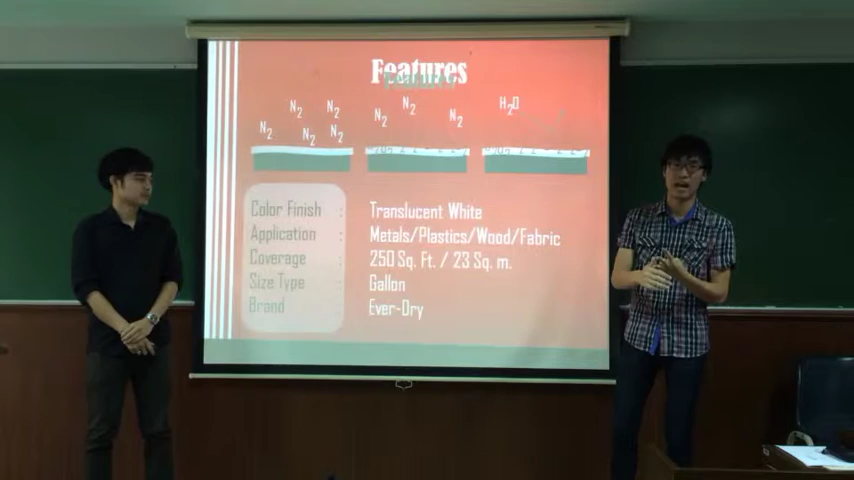 Features
N2 N2 N2 N2 N2
N2 N2 N2
H2O
Color Finish : Translucent White
Application : Metals/Plastics/Wood/Fabric
Coverage : 250 Sq. Ft. / 23 Sq. m.
Size Type : Gallon
Brand : Ever-Dry